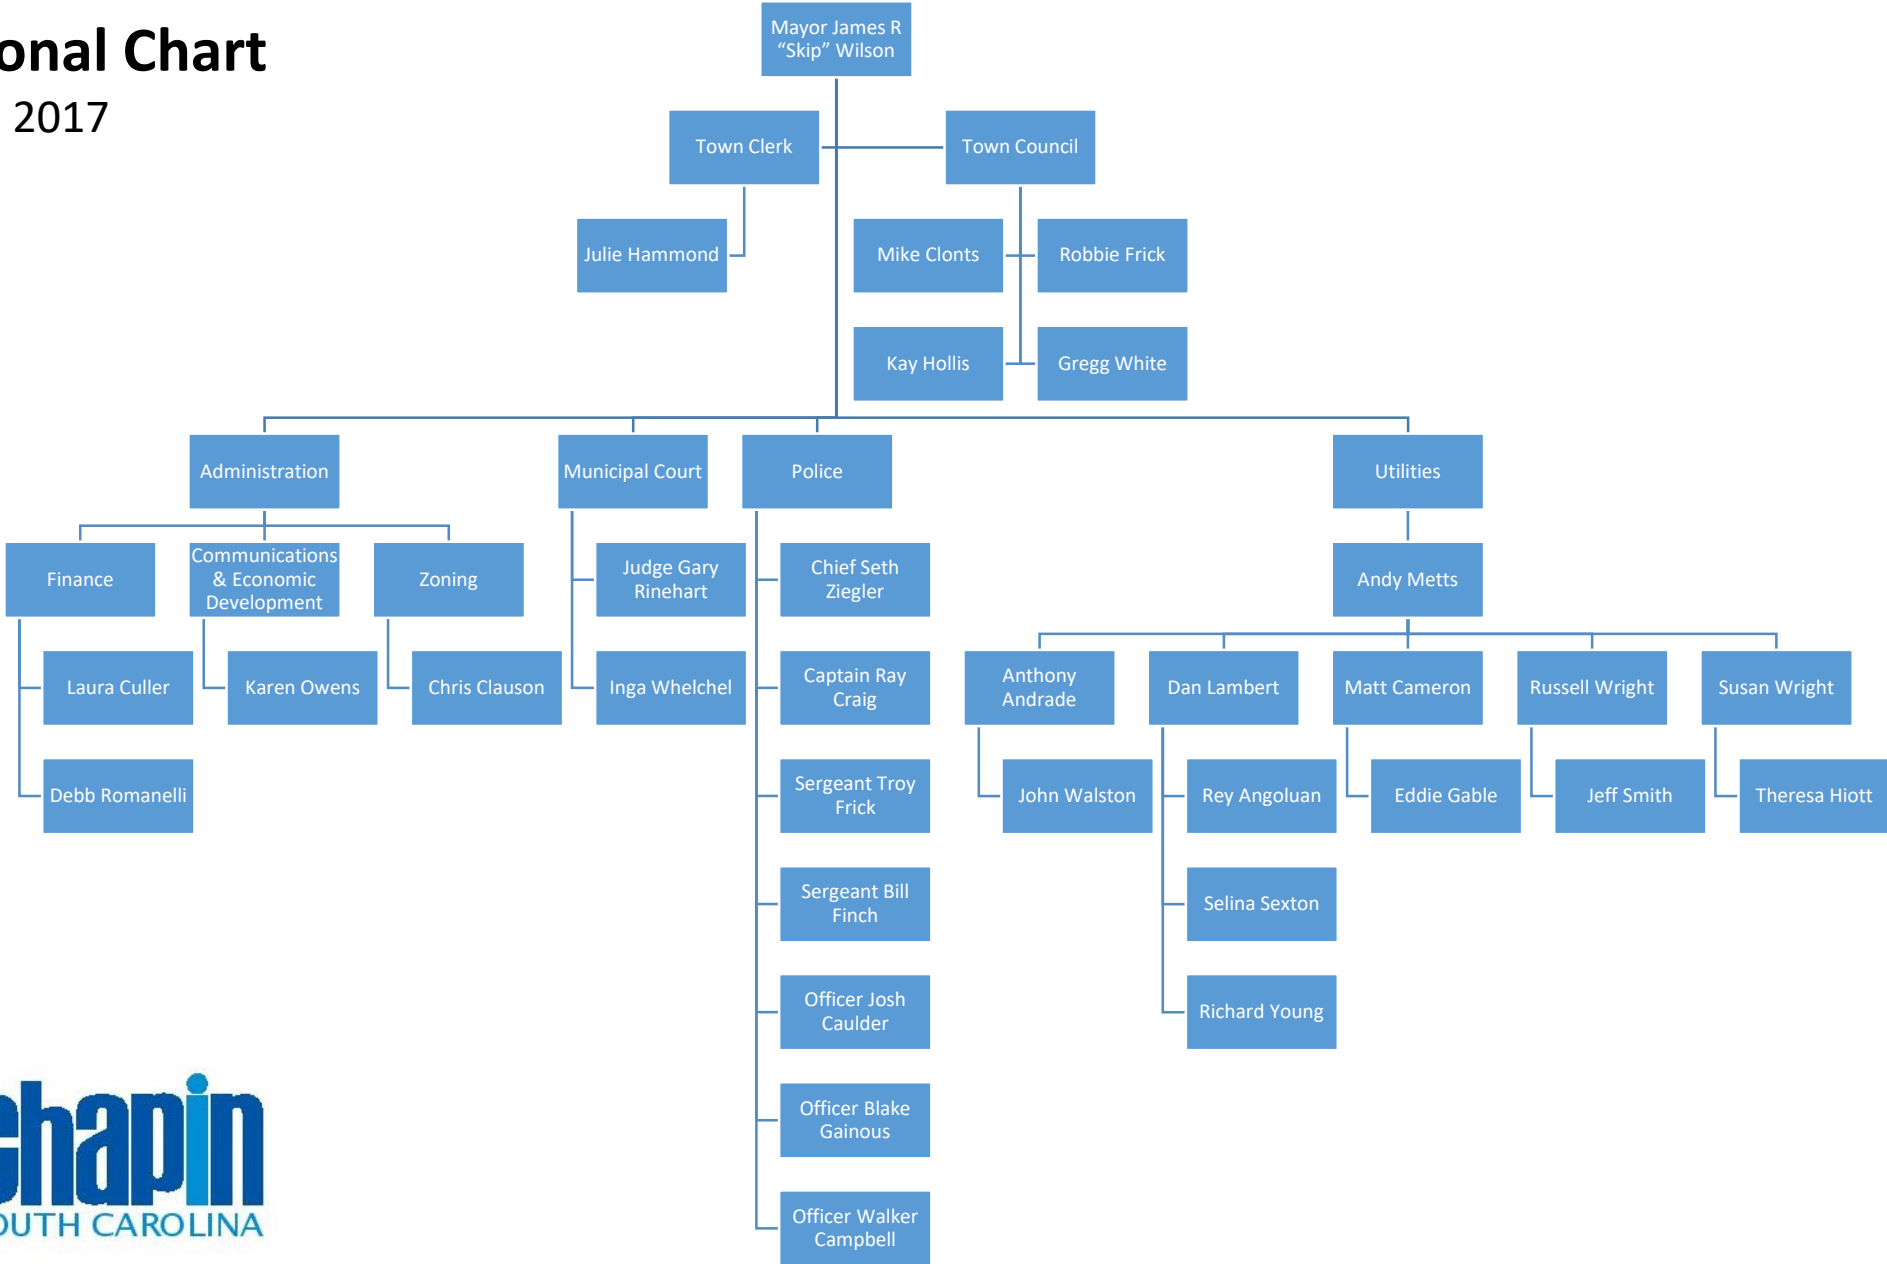 onal Chart
2017
Mayor James R
“Skip” Wilson
Town Clerk
Town Council
Julie Hammond
Mike Clonts
Robbie Frick
Kay Hollis
Gregg White
Administration
Municipal Court
Police
Utilities
Finance
Communications
& Economic
Development
Zoning
Judge Gary
Rinehart
Chief Seth
Ziegler
Andy Metts
Laura Culler
Karen Owens
Chris Clauson
Inga Whelchel
Captain Ray
Craig
Anthony
Andrade
Dan Lambert
Matt Cameron
Russell Wright
Susan Wright
Debb Romanelli
Sergeant Troy
Frick
John Walston
Rey Angoluan
Eddie Gable
Jeff Smith
Theresa Hiott
Sergeant Bill
Finch
Selina Sexton
Officer Josh
Caulder
Richard Young
Officer Blake
Gainous
Officer Walker
Campbell
chapin
OUTH CAROLINA